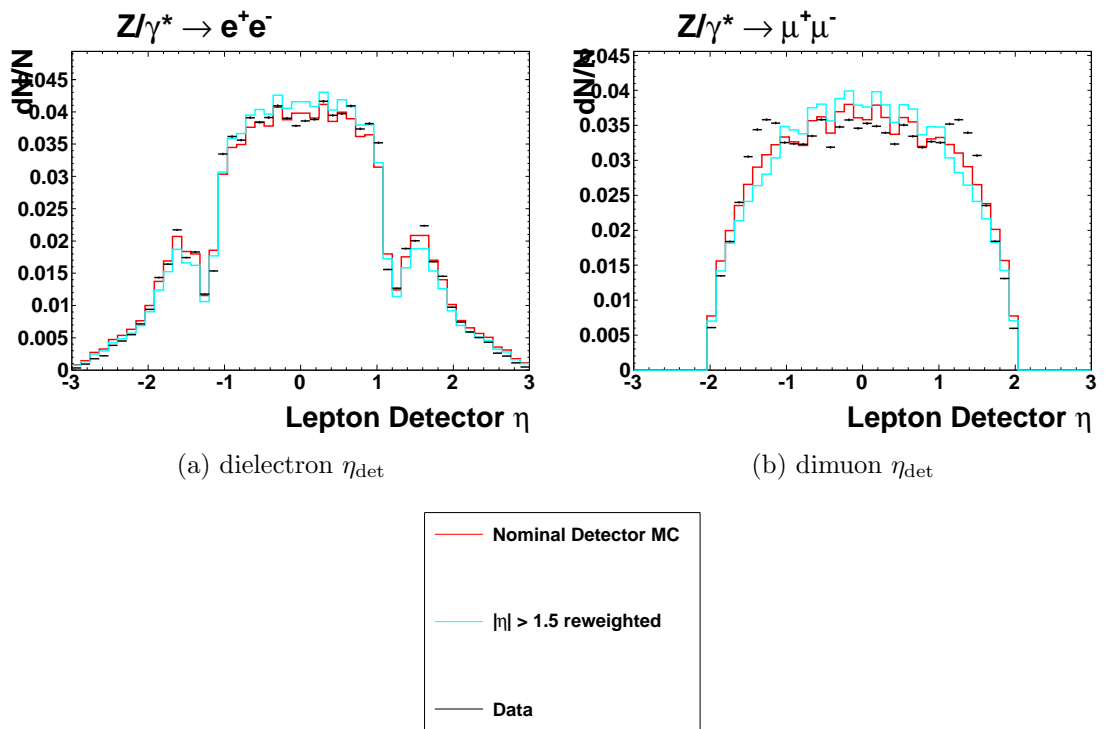 Z/γ* → e⁺e⁻
dN/N
0.045
0.04
0.035
0.03
0.025
0.02
0.015
0.01
0.005
0
-3 -2 -1 0 1 2 3
Lepton Detector η
(a) dielectron ηdet
Z/γ* → μ⁺μ⁻
dN/N
0.045
0.04
0.035
0.03
0.025
0.02
0.015
0.01
0.005
0
-3 -2 -1 0 1 2 3
Lepton Detector η
(b) dimuon ηdet
Nominal Detector MC
|η| > 1.5 reweighted
Data